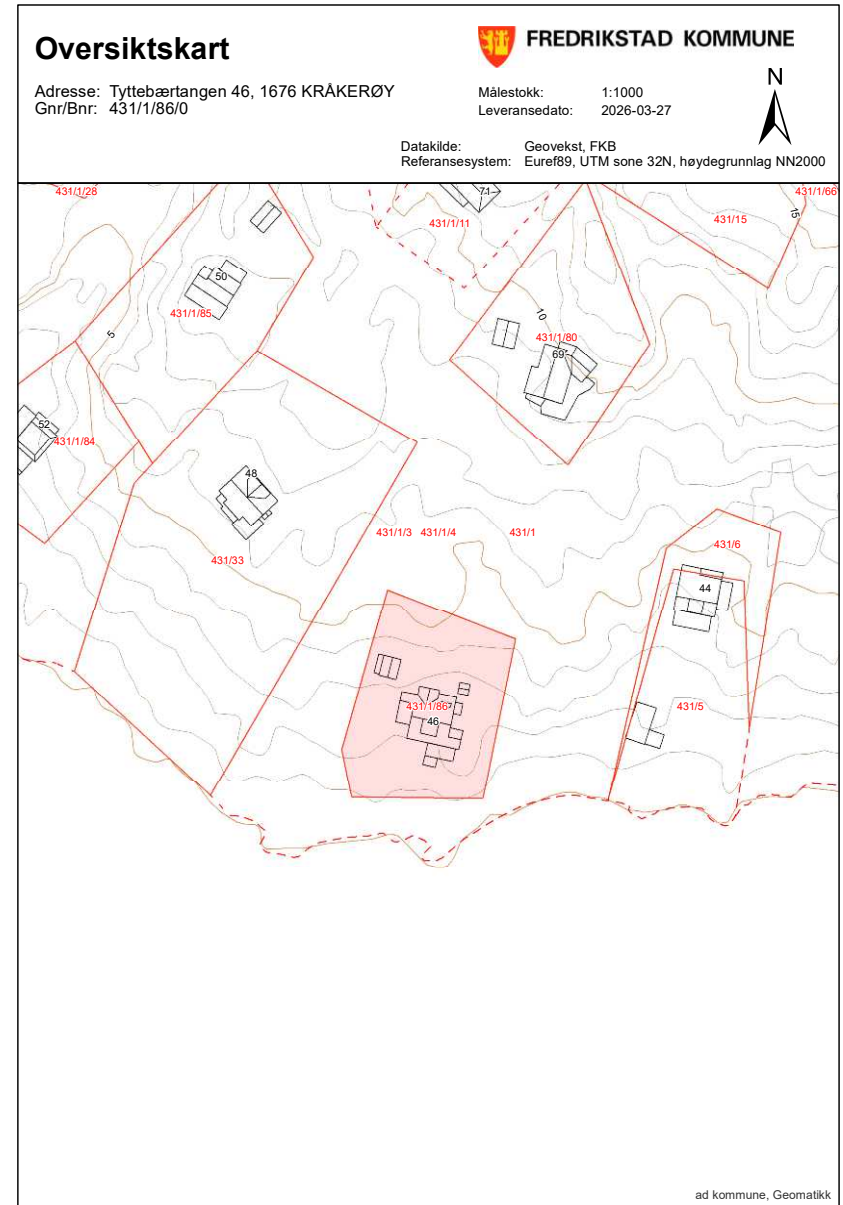 Oversiktskart
FREDRIKSTAD KOMMUNE
Adresse: Tyttebærtangen 46, 1676 KRÅKERØY
Gnr/Bnr: 431/1/86/0
Målestokk: 1:1000
Leveransedato: 2026-03-27
N
Datakilde: Geovekst, FKB
Referansesystem: Euref89, UTM sone 32N, høydegrunnlag NN2000
431/1/28
71
431/1/66
431/1/11
431/15
15
50
431/1/85
10
5
431/1/80
69
52
431/1/84
48
431/1/3
431/1/4
431/1
431/6
431/33
44
431/1/86
431/5
46
ad kommune, Geomatikk